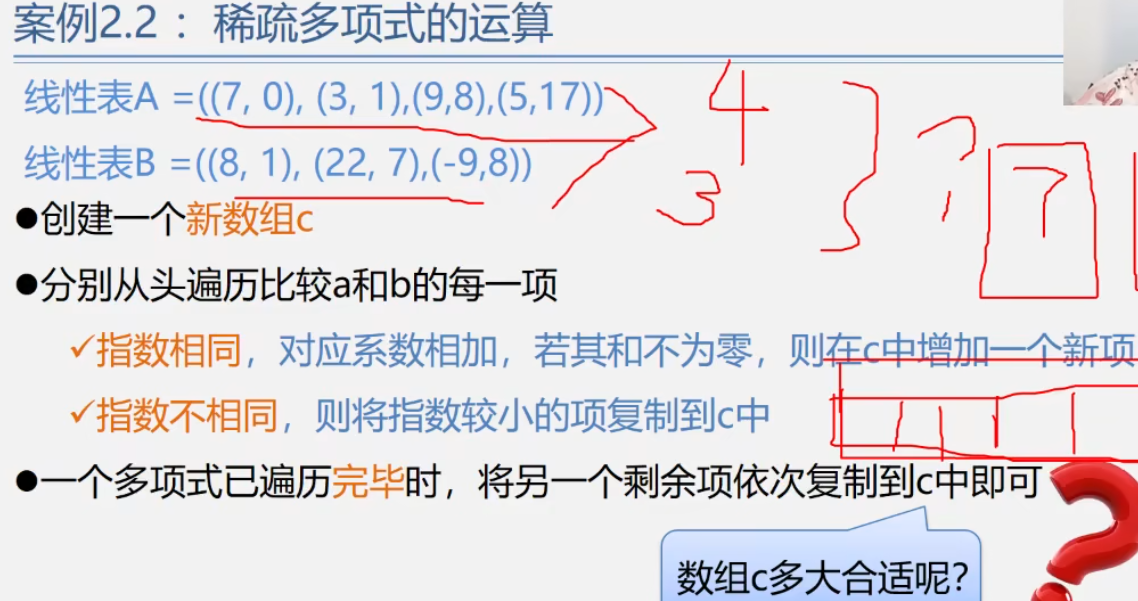 案例2.2 ：稀疏多项式的运算
线性表A =((7, 0), (3, 1),(9,8),(5,17))
4
线性表B =((8, 1), (22, 7),(-9,8))
3
?
7
●创建一个新数组c
●分别从头遍历比较a和b的每一项
✓指数相同，对应系数相加，若其和不为零，则在c中增加一个新项
✓指数不相同，则将指数较小的项复制到c中
●一个多项式已遍历完毕时，将另一个剩余项依次复制到c中即可
数组c多大合适呢？